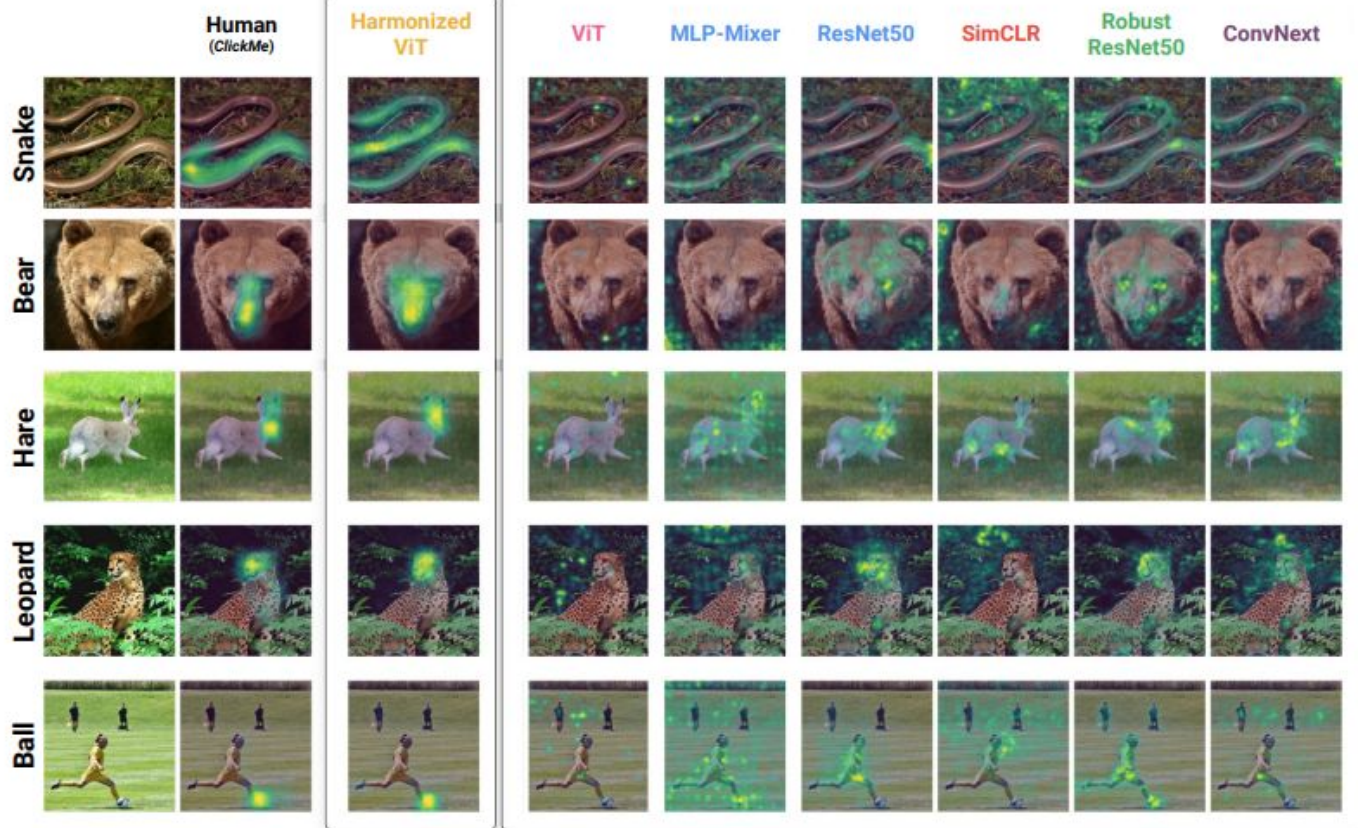 Human
(ClickMe)
Harmonized
ViT
ViT
MLP-Mixer
ResNet50
SimCLR
Robust
ResNet50
ConvNext
Snake
Bear
Hare
Leopard
Ball